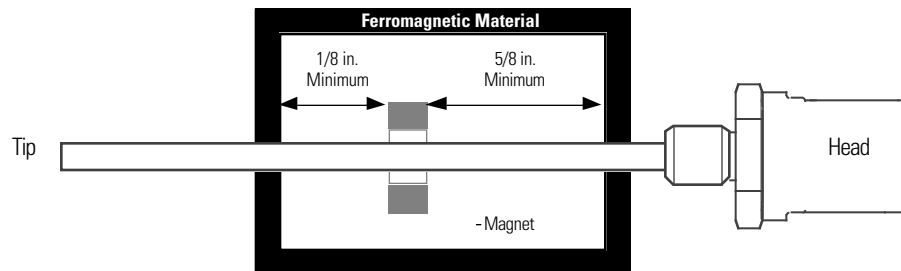 Ferromagnetic Material
1/8 in.
Minimum
5/8 in.
Minimum
Tip
Head
- Magnet